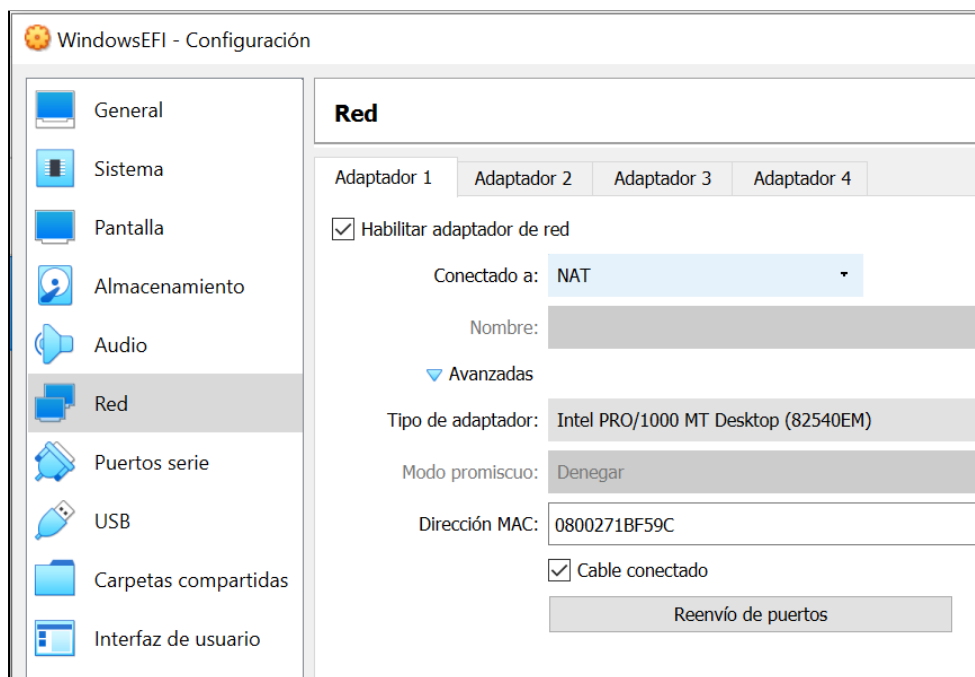 WindowsEFI - Configuración
General
Sistema
Pantalla
Almacenamiento
Audio
Red
Puertos serie
USB
Carpetas compartidas
Interfaz de usuario
Red
Adaptador 1 Adaptador 2 Adaptador 3 Adaptador 4
Habilitar adaptador de red
Conectado a: NAT
Nombre:
Avanzadas
Tipo de adaptador: Intel PRO/1000 MT Desktop (82540EM)
Modo promiscuo: Denegar
Dirección MAC: 0800271BF59C
Cable conectado
Reenvío de puertos